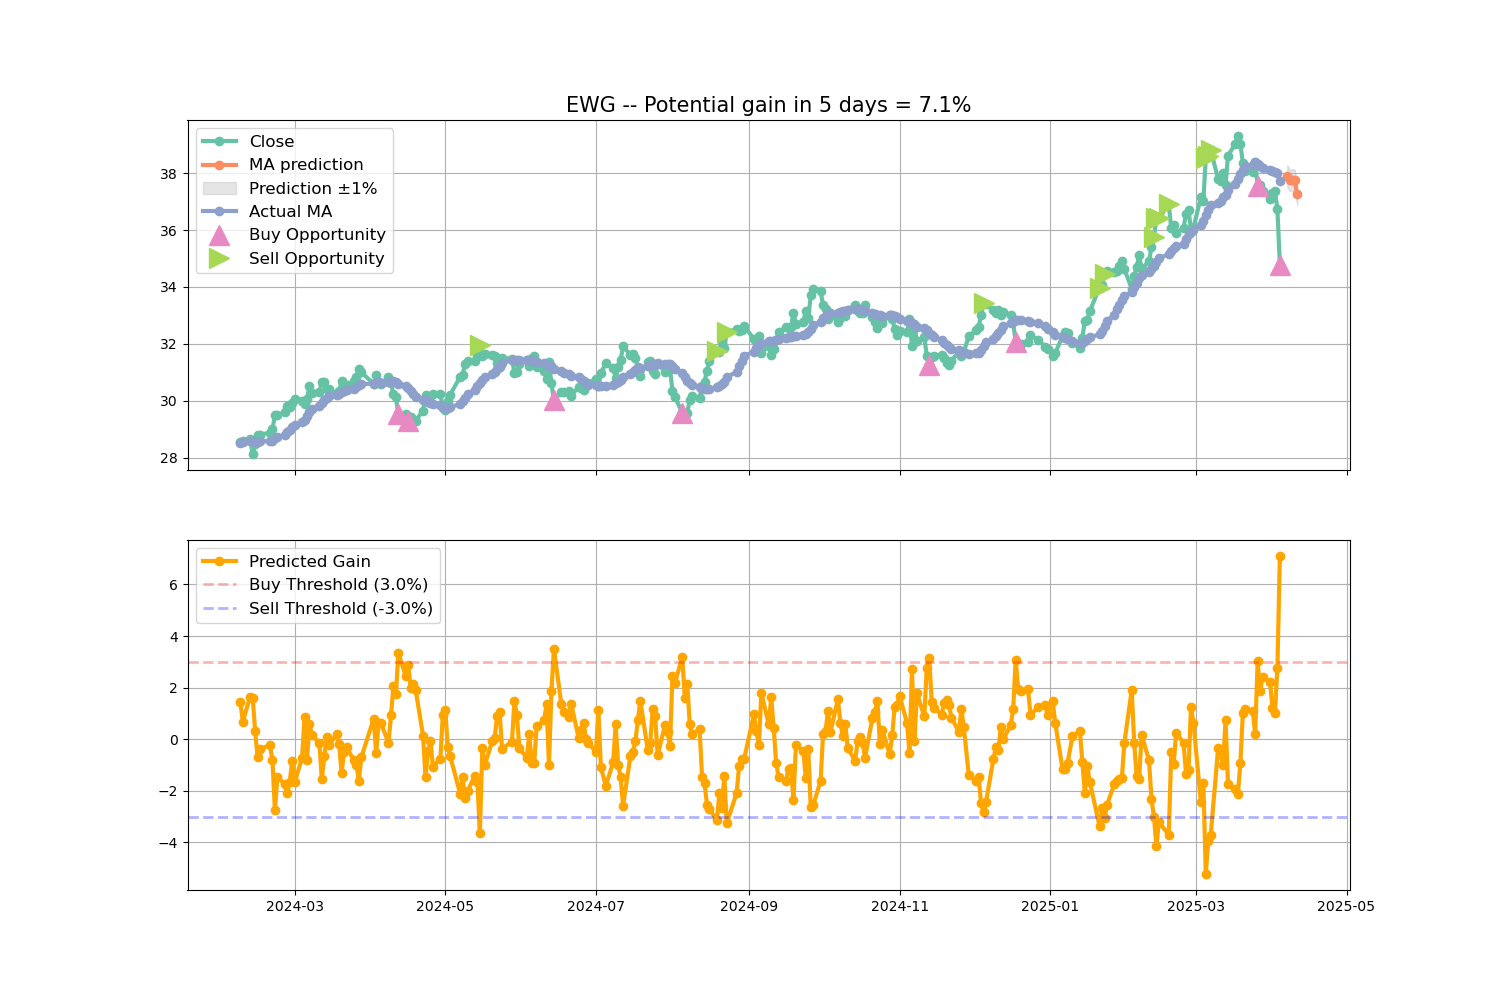 EWG -- Potential gain in 5 days = 7.1%
Close
MA prediction
Prediction ±1%
Actual MA
Buy Opportunity
Sell Opportunity
38
36
34
32
30
28
Predicted Gain
Buy Threshold (3.0%)
Sell Threshold (-3.0%)
6
4
2
0
−2
−4
2024-03 2024-05 2024-07 2024-09 2024-11 2025-01 2025-03 2025-05